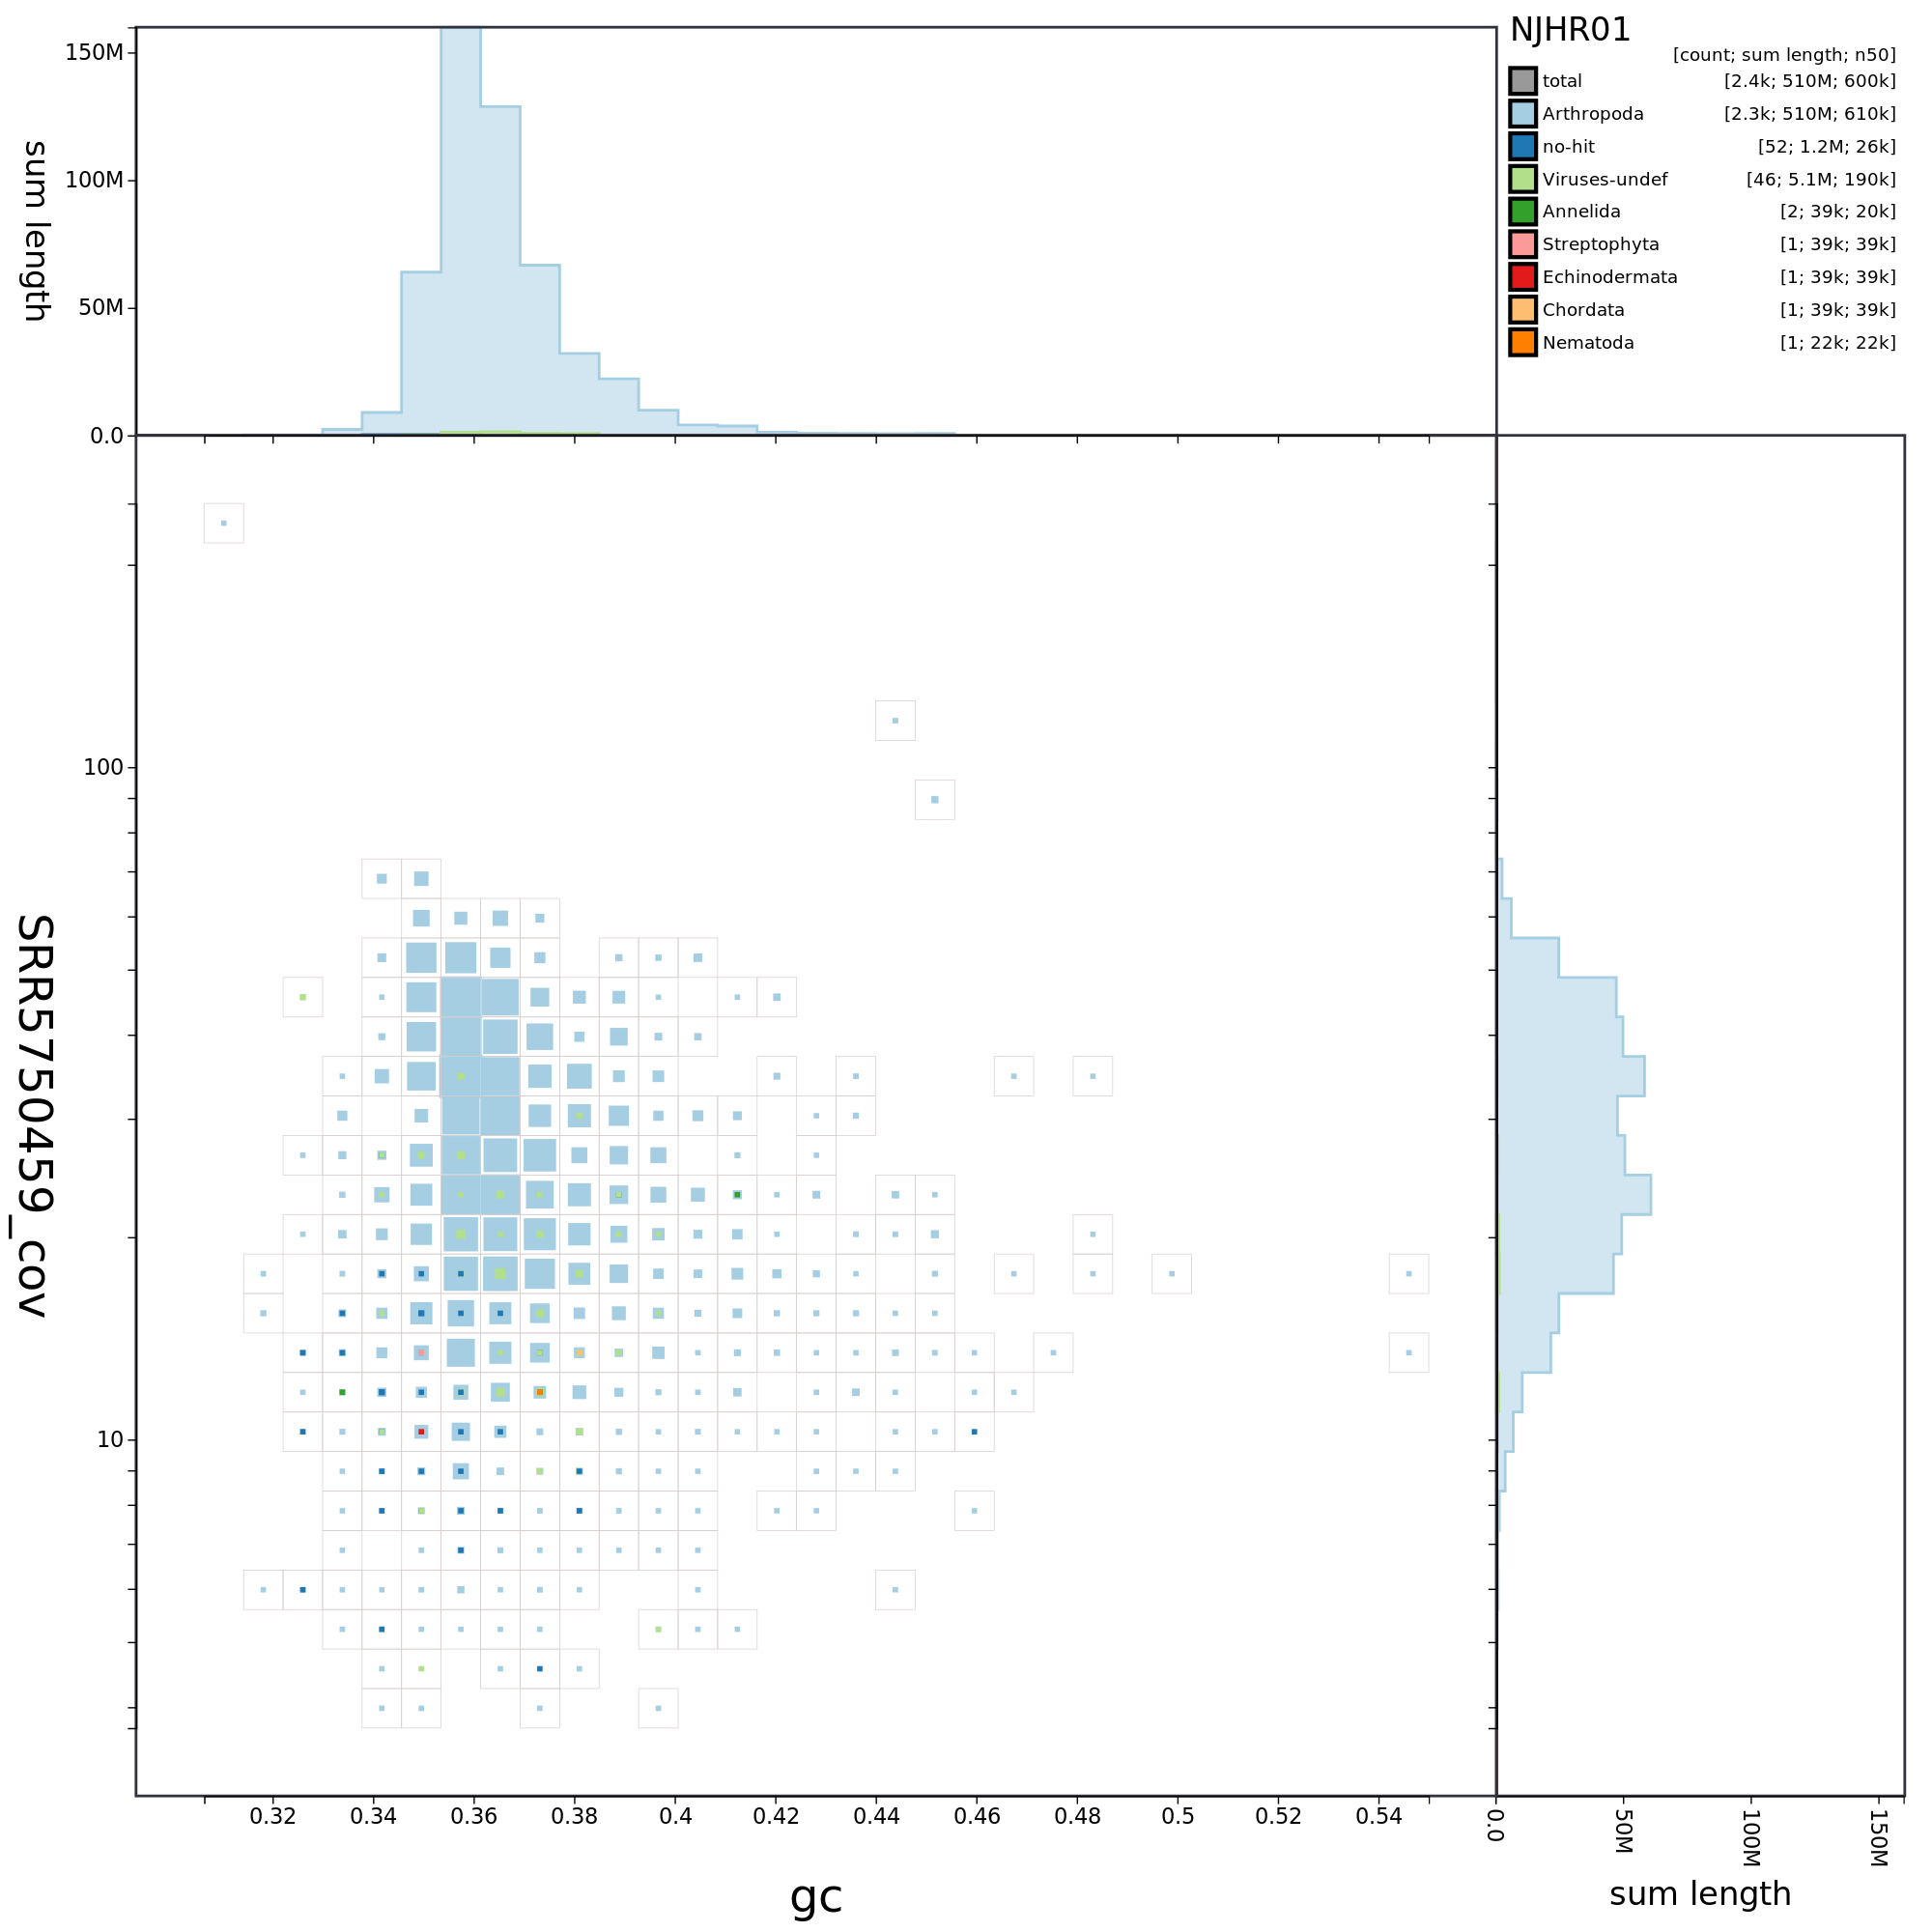 NJHR01
[count; sum length; n50]
total [2.4k; 510M; 600k]
Arthropoda [2.3k; 510M; 610k]
no-hit [52; 1.2M; 26k]
Viruses-undef [46; 5.1M; 190k]
Annelida [2; 39k; 20k]
Streptophyta [1; 39k; 39k]
Echinodermata [1; 39k; 39k]
Chordata [1; 39k; 39k]
Nematoda [1; 22k; 22k]
sum length
150M
100M
50M
0.0
SRR5750459_cov
100
10
0.32 0.34 0.36 0.38 0.4 0.42 0.44 0.46 0.48 0.5 0.52 0.54
gc
0.0 50M 100M 150M
sum length